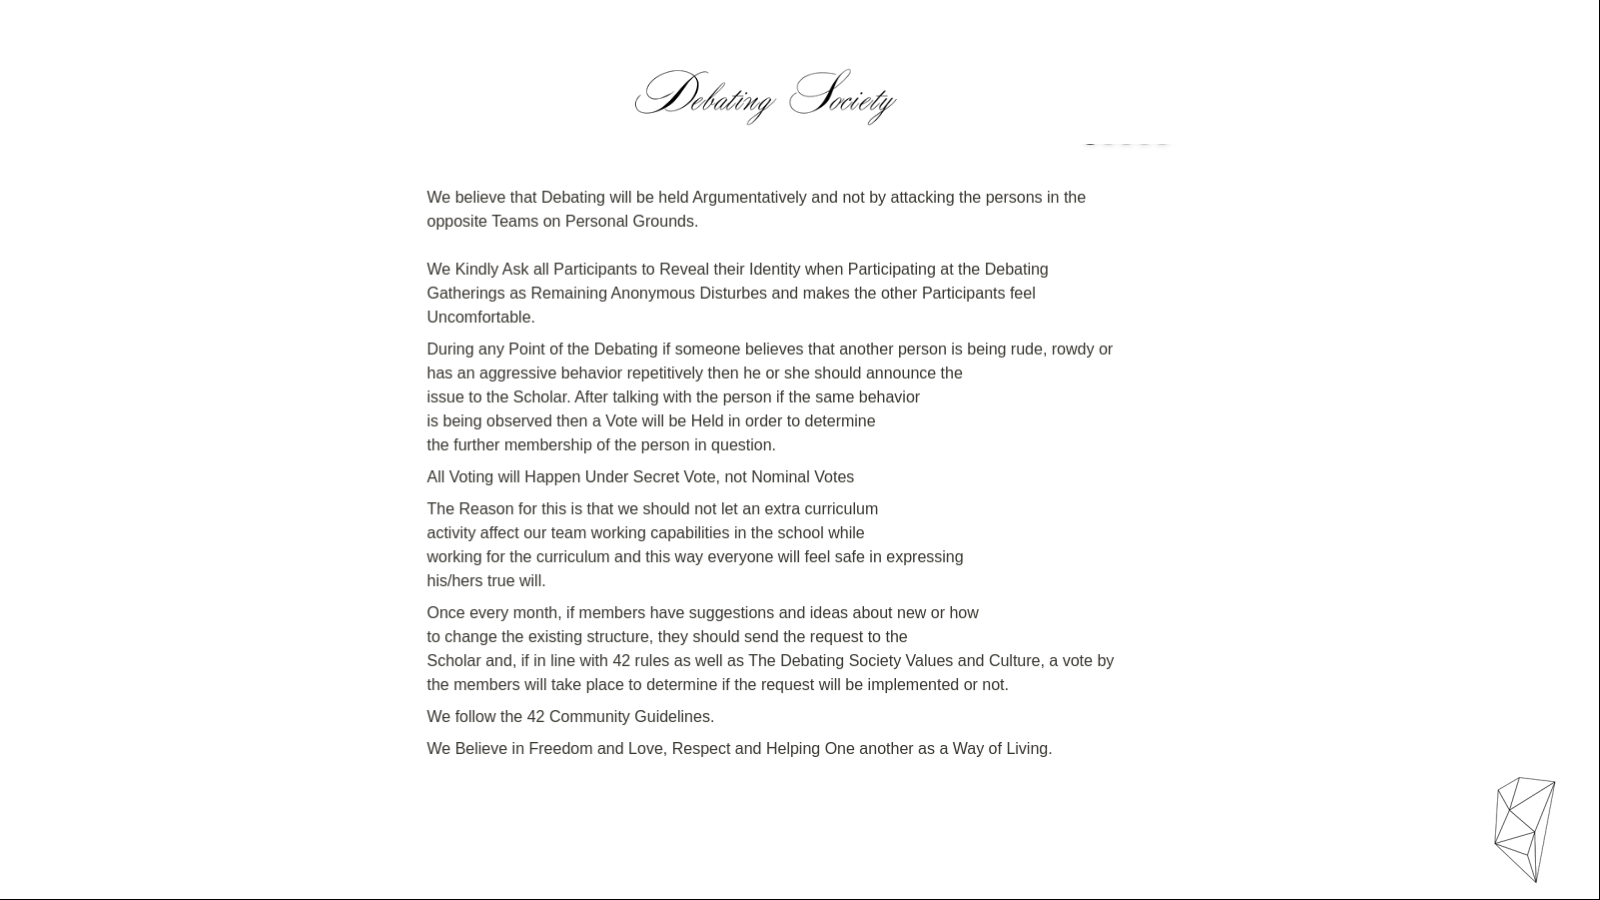 Debating Society
We believe that Debating will be held Argumentatively and not by attacking the persons in the
opposite Teams on Personal Grounds.
We Kindly Ask all Participants to Reveal their Identity when Participating at the Debating
Gatherings as Remaining Anonymous Disturbes and makes the other Participants feel
Uncomfortable.
During any Point of the Debating if someone believes that another person is being rude, rowdy or
has an aggressive behavior repetitively then he or she should announce the
issue to the Scholar. After talking with the person if the same behavior
is being observed then a Vote will be Held in order to determine
the further membership of the person in question.
All Voting will Happen Under Secret Vote, not Nominal Votes
The Reason for this is that we should not let an extra curriculum
activity affect our team working capabilities in the school while
working for the curriculum and this way everyone will feel safe in expressing
his/hers true will.
Once every month, if members have suggestions and ideas about new or how
to change the existing structure, they should send the request to the
Scholar and, if in line with 42 rules as well as The Debating Society Values and Culture, a vote by
the members will take place to determine if the request will be implemented or not.
We follow the 42 Community Guidelines.
We Believe in Freedom and Love, Respect and Helping One another as a Way of Living.